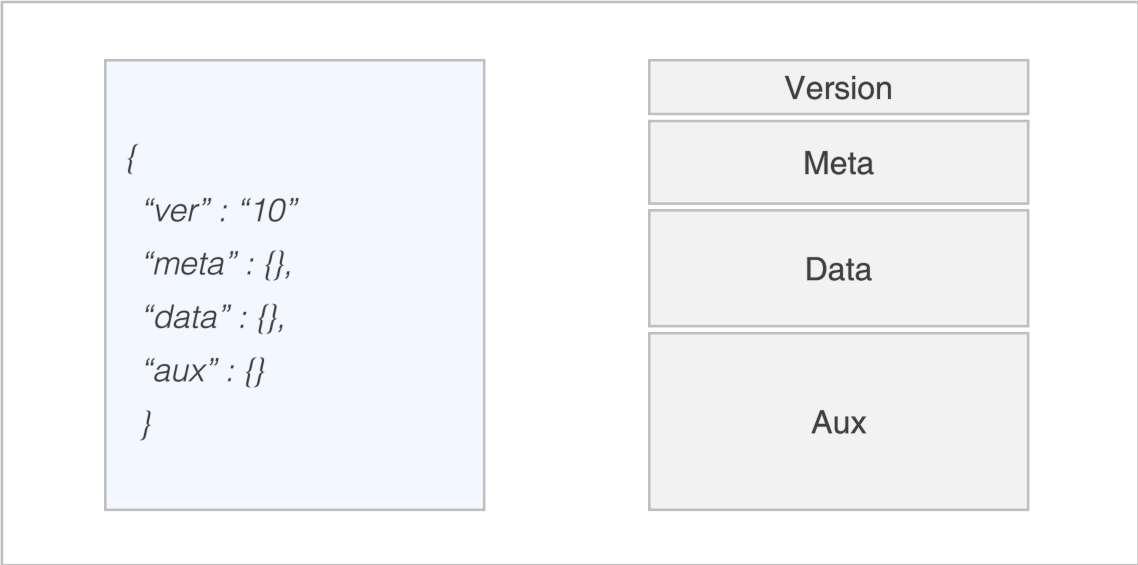 {
“ver” : “10”
“meta” : {},
“data” : {},
“aux” : {}
}
Version
Meta
Data
Aux